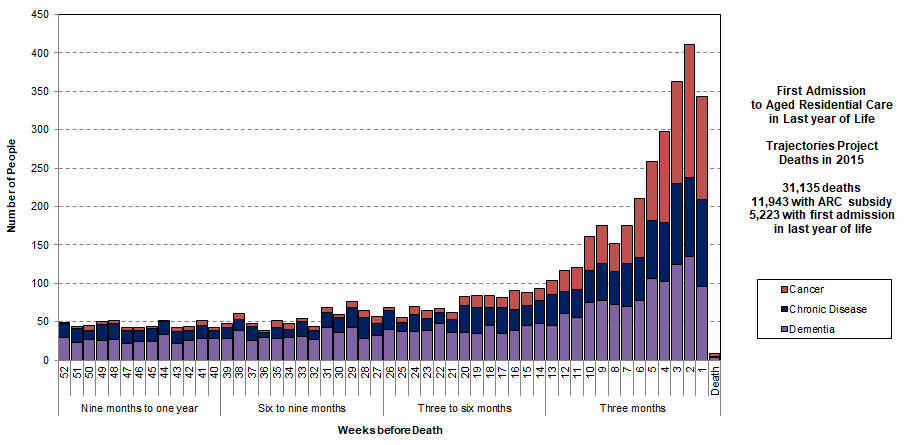 450
400
350
300
250
200
150
100
50
0
Number of People
52 51 50 49 48 47 46 45 44 43 42 41 40 39 38 37 36 35 34 33 32 31 30 29 28 27 26 25 24 23 22 21 20 19 18 17 16 15 14 13 12 11 10 9 8 7 6 5 4 3 2 1 Death
Nine months to one year Six to nine months Three to six months Three months
Weeks before Death
First Admission
to Aged Residential Care
in Last year of Life
Trajectories Project
Deaths in 2015
31,135 deaths
11,943 with ARC subsidy
5,223 with first admission
in last year of life
Cancer
Chronic Disease
Dementia